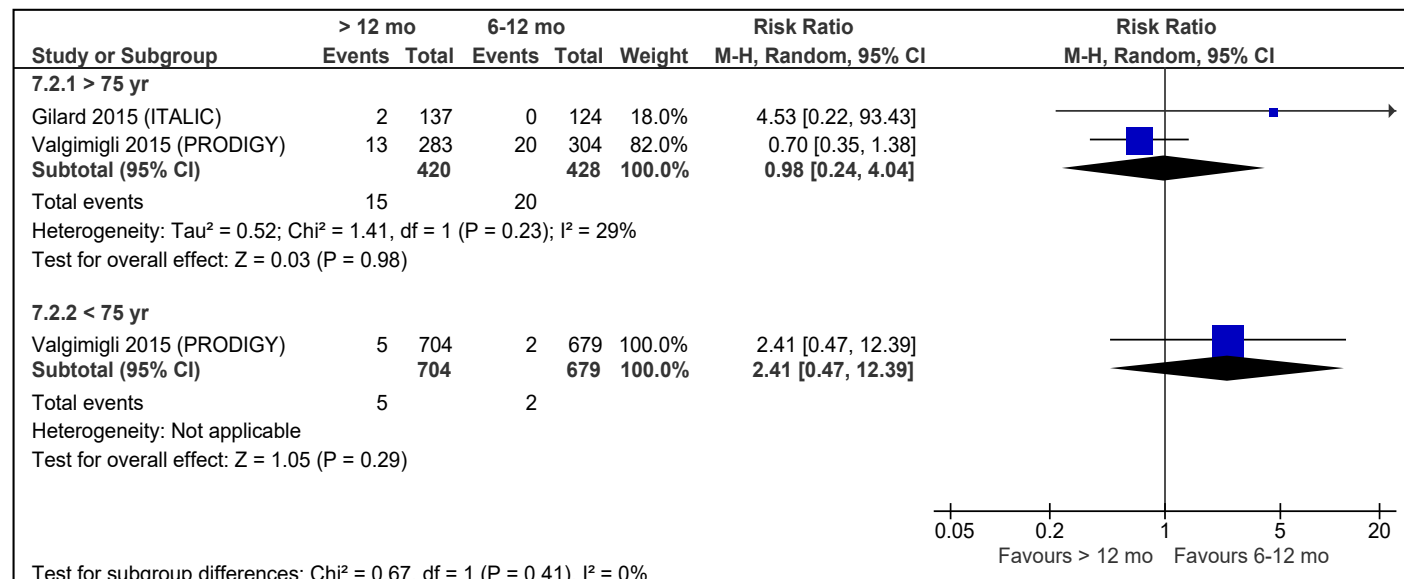 > 12 mo 6-12 mo Risk Ratio Risk Ratio
Study or Subgroup Events Total Events Total Weight M-H, Random, 95% CI M-H, Random, 95% CI
7.2.1 > 75 yr
Gilard 2015 (ITALIC) 2 137 0 124 18.0% 4.53 [0.22, 93.43]
Valgimigli 2015 (PRODIGY) 13 283 20 304 82.0% 0.70 [0.35, 1.38]
Subtotal (95% CI) 420 428 100.0% 0.98 [0.24, 4.04]
Total events 15 20
Heterogeneity: Tau² = 0.52; Chi² = 1.41, df = 1 (P = 0.23); I² = 29%
Test for overall effect: Z = 0.03 (P = 0.98)
7.2.2 < 75 yr
Valgimigli 2015 (PRODIGY) 5 704 2 679 100.0% 2.41 [0.47, 12.39]
Subtotal (95% CI) 704 679 100.0% 2.41 [0.47, 12.39]
Total events 5 2
Heterogeneity: Not applicable
Test for overall effect: Z = 1.05 (P = 0.29)
0.05 0.2 1 5 20
Favours > 12 mo Favours 6-12 mo
Test for subgroup differences: Chi² = 0.67, df = 1 (P = 0.41), I² = 0%